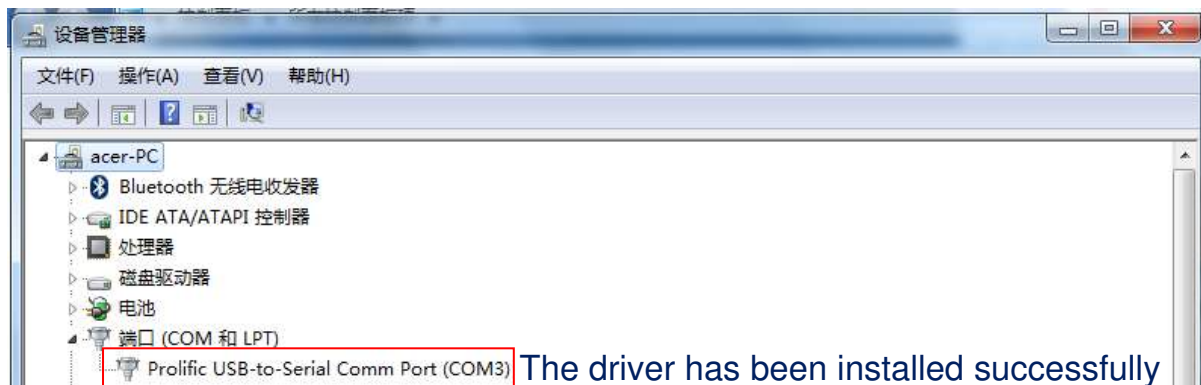 设备管理器
文件(F) 操作(A) 查看(V) 帮助(H)
acer-PC
Bluetooth 无线电收发器
IDE ATA/ATAPI 控制器
处理器
磁盘驱动器
电池
端口 (COM 和 LPT)
Prolific USB-to-Serial Comm Port (COM3) The driver has been installed successfully